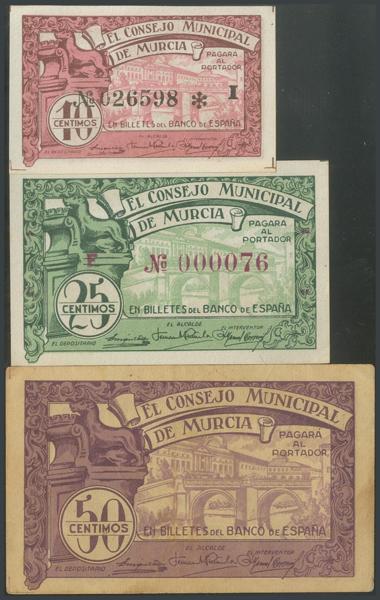 EL CONSEJO MUNICIPAL
DE MURCIA
PAGARÁ
AL
PORTADOR
No 026598 * I
10
CENTIMOS
EN BILLETES DEL BANCO DE ESPAÑA
EL ALCALDE
EL DEPOSITARIO
EL CONSEJO MUNICIPAL
DE MURCIA
PAGARÁ
AL
PORTADOR
F No 000076
25
CENTIMOS
EN BILLETES DEL BANCO DE ESPAÑA
EL ALCALDE EL INTERVENTOR
EL DEPOSITARIO
EL CONSEJO MUNICIPAL
DE MURCIA
PAGARÁ
AL
PORTADOR
50
CENTIMOS
EN BILLETES DEL BANCO DE ESPAÑA
EL ALCALDE EL INTERVENTOR
EL DEPOSITARIO